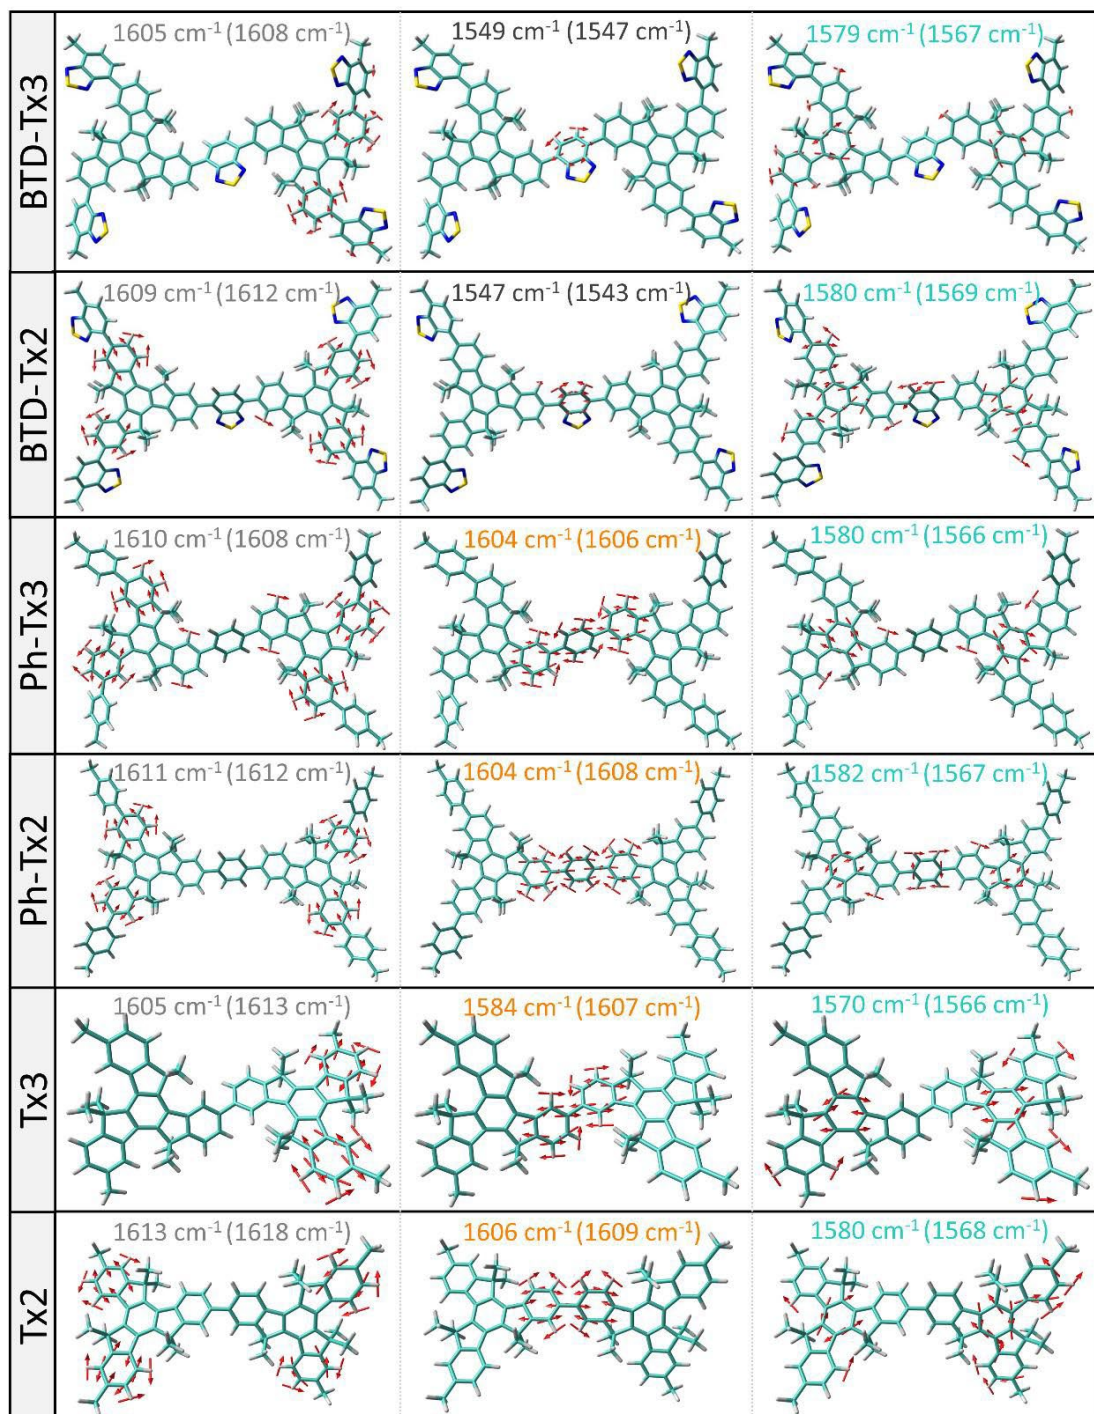 BTD-Tx3
1605 cm⁻¹ (1608 cm⁻¹)
1549 cm⁻¹ (1547 cm⁻¹)
1579 cm⁻¹ (1567 cm⁻¹)
BTD-Tx2
1609 cm⁻¹ (1612 cm⁻¹)
1547 cm⁻¹ (1543 cm⁻¹)
1580 cm⁻¹ (1569 cm⁻¹)
Ph-Tx3
1610 cm⁻¹ (1608 cm⁻¹)
1604 cm⁻¹ (1606 cm⁻¹)
1580 cm⁻¹ (1566 cm⁻¹)
Ph-Tx2
1611 cm⁻¹ (1612 cm⁻¹)
1604 cm⁻¹ (1608 cm⁻¹)
1582 cm⁻¹ (1567 cm⁻¹)
Tx3
1605 cm⁻¹ (1613 cm⁻¹)
1584 cm⁻¹ (1607 cm⁻¹)
1570 cm⁻¹ (1566 cm⁻¹)
Tx2
1613 cm⁻¹ (1618 cm⁻¹)
1606 cm⁻¹ (1609 cm⁻¹)
1580 cm⁻¹ (1568 cm⁻¹)